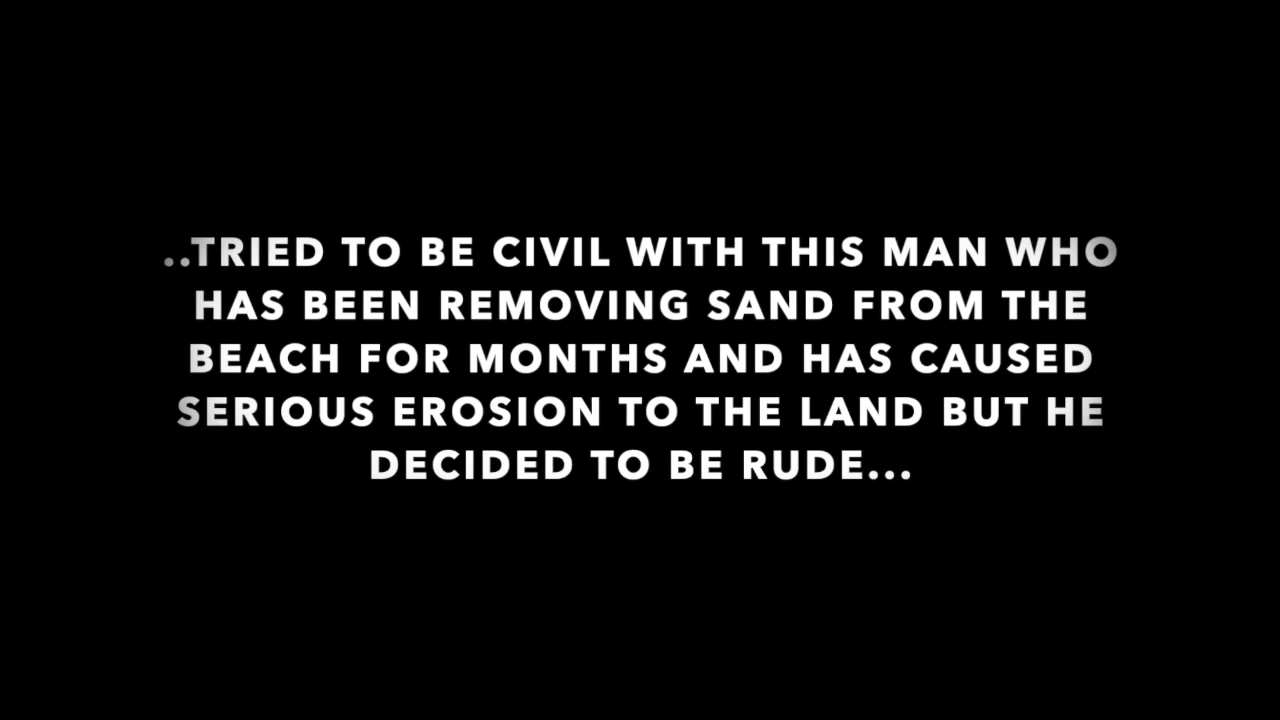 ..TRIED TO BE CIVIL WITH THIS MAN WHO
HAS BEEN REMOVING SAND FROM THE
BEACH FOR MONTHS AND HAS CAUSED
SERIOUS EROSION TO THE LAND BUT HE
DECIDED TO BE RUDE...